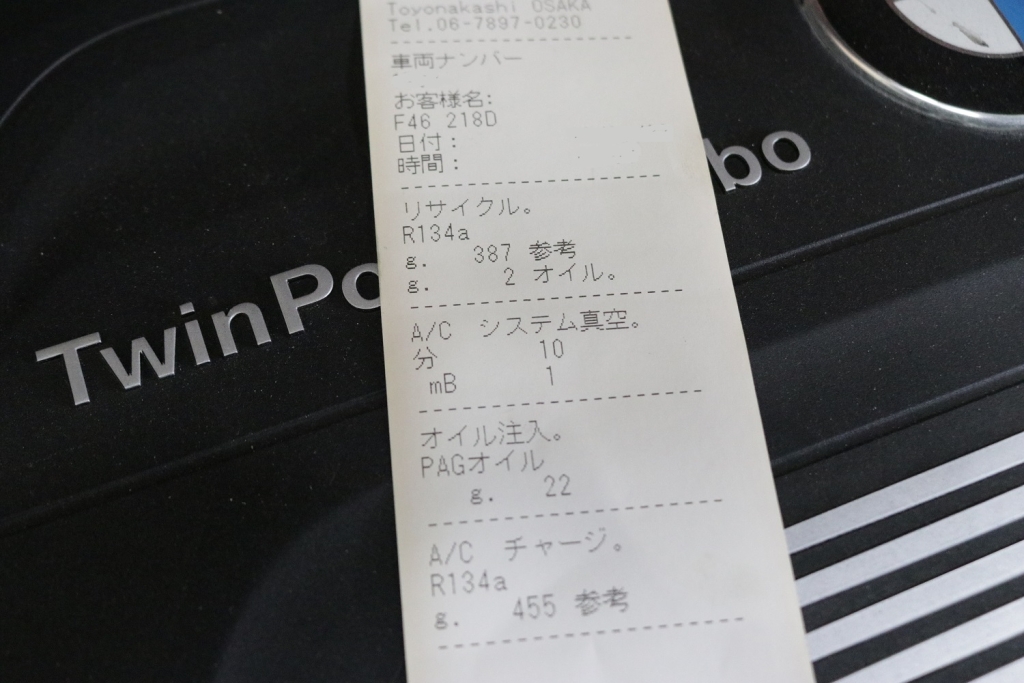 Toyonakashi OSAKA
Tel.06-7897-0230
車両ナンバー
お客様名:
F46 218D
日付:
時間:
リサイクル。
R134a
g. 387 参考
g. 2 オイル。
A/C システム真空。
分 10
mB 1
オイル注入。
PAGオイル
g. 22
A/C チャージ。
R134a
g. 455 参考
TwinPo
bo